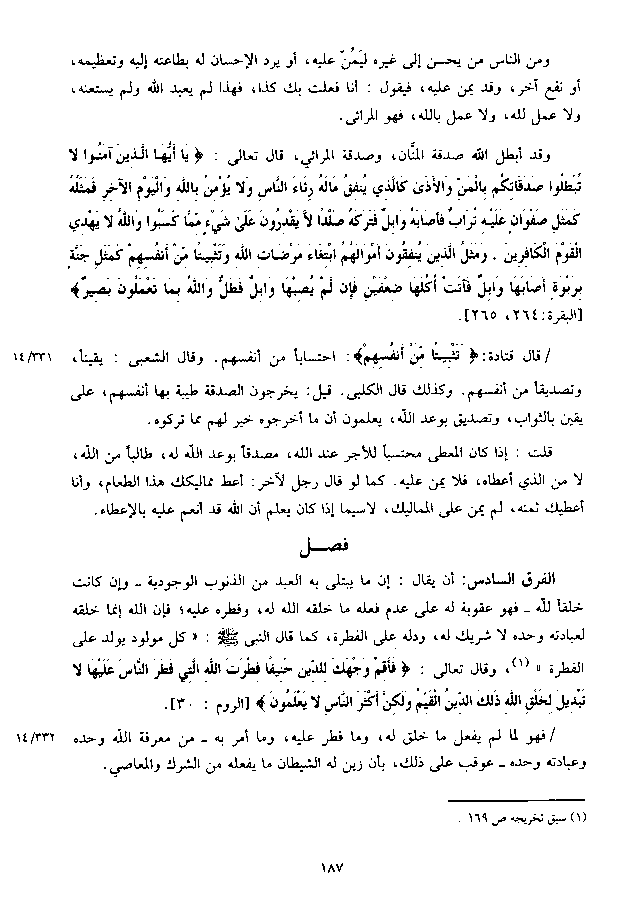 ومن الناس من يحسن إلى غيره ليَمُنَّ عليه، أو يرد الإحسان له بطاعته إليه وتعظيمه،
أو نفع آخر، وقد يمن عليه، فيقول : أنا فعلت بك كذا، فهذا لم يعبد الله ولم يستعنه،
ولا عمل لله، ولا عمل بالله، فهو المرائى.
وقد أبطل الله صدقة المنَّان، وصدقة المرائي، قال تعالى : ﴿ يَا أَيُّهَا الَّذِينَ آمَنُوا لا
تُبْطِلُوا صَدَقَاتِكُم بِالْمَنِّ وَالأَذَىٰ كَالَّذِي يُنفِقُ مَالَهُ رِئَاءَ النَّاسِ وَلا يُؤْمِنُ بِاللَّهِ وَالْيَوْمِ الآخِرِ فَمَثَلُهُ
كَمَثَلِ صَفْوَانٍ عَلَيْهِ تُرَابٌ فَأَصَابَهُ وَابِلٌ فَتَرَكَهُ صَلْدًا لاَّ يَقْدِرُونَ عَلَىٰ شَيْءٍ مِّمَّا كَسَبُوا وَاللَّهُ لا يَهْدِي
الْقَوْمَ الْكَافِرِينَ . وَمَثَلُ الَّذِينَ يُنفِقُونَ أَمْوَالَهُمُ ابْتِغَاءَ مَرْضَاتِ اللَّهِ وَتَثْبِيتًا مِّنْ أَنفُسِهِمْ كَمَثَلِ جَنَّةٍ
بِرَبْوَةٍ أَصَابَهَا وَابِلٌ فَآتَتْ أُكُلَهَا ضِعْفَيْنِ فَإِن لَّمْ يُصِبْهَا وَابِلٌ فَطَلٌّ وَاللَّهُ بِمَا تَعْمَلُونَ بَصِيرٌ﴾
[البقرة:٢٦٤، ٢٦٥].
/ قال قتادة:﴿ تَثْبِيتًا مِّنْ أَنفُسِهِمْ﴾: احتساباً من أنفسهم. وقال الشعبى : يقيناً، ١٤/٣٣١
وتصديقاً من أنفسهم. وكذلك قال الكلبى. قيل: يخرجون الصدقة طيبة بها أنفسهم، على
يقين بالثواب، وتصديق بوعد الله، يعلمون أن ما أخرجوه خير لهم مما تركوه.
قلت : إذا كان المعطى محتسباً للأجر عند الله، مصدقاً بوعد الله له، طالباً من الله،
لا من الذي أعطاه، فلا يمن عليه. كما لو قال رجل لآخر: أعط مماليكك هذا الطعام، وأنا
أعطيك ثمنه، لم يمن على المماليك، لاسيما إذا كان يعلم أن الله قد أنعم عليه بالإعطاء.
فصــل
الفرق السادس: أن يقال : إن ما يبتلى به العبد من الذنوب الوجودية ـ وإن كانت
خلقاً لله ـ فهو عقوبة له على عدم فعله ما خلقه الله له، وفطره عليه؛ فإن الله إنما خلقه
لعبادته وحده لا شريك له، ودله على الفطرة، كما قال النبى ﷺ : « كل مولود يولد على
الفطرة » (١)، وقال تعالى : ﴿ فَأَقِمْ وَجْهَكَ لِلدِّينِ حَنِيفًا فِطْرَتَ اللَّهِ الَّتِي فَطَرَ النَّاسَ عَلَيْهَا لا
تَبْدِيلَ لِخَلْقِ اللَّهِ ذَلِكَ الدِّينُ الْقَيِّمُ وَلَكِنَّ أَكْثَرَ النَّاسِ لا يَعْلَمُونَ ﴾ [الروم : ٣٠].
/ فهو لما لم يفعل ما خلق له، وما فطر عليه، وما أمر به ـ من معرفة الله وحده ١٤/٣٣٢
وعبادته وحده ـ عوقب على ذلك، بأن زين له الشيطان ما يفعله من الشرك والمعاصي.
(١) سبق تخريجه ص ١٦٩ .
١٨٧